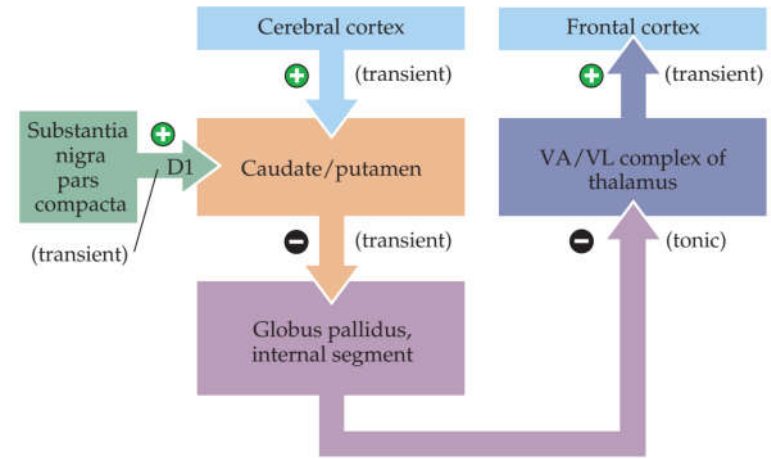 Cerebral cortex
Frontal cortex
+
(transient)
+
(transient)
Substantia
nigra
pars
compacta
+
D1
Caudate/putamen
VA/VL complex of
thalamus
(transient)
−
(transient)
−
(tonic)
Globus pallidus,
internal segment